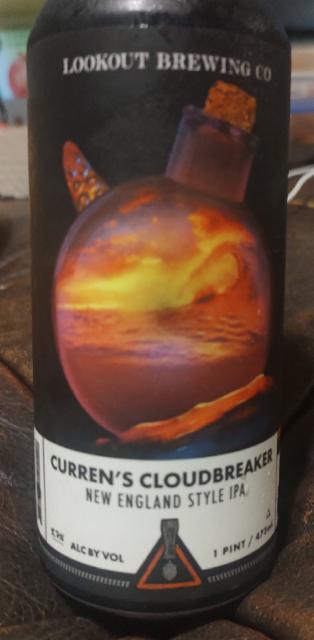 LOOKOUT BREWING CO
CURREN'S CLOUDBREAKER
NEW ENGLAND STYLE IPA
ALC BY VOL
1 PINT / 473ml